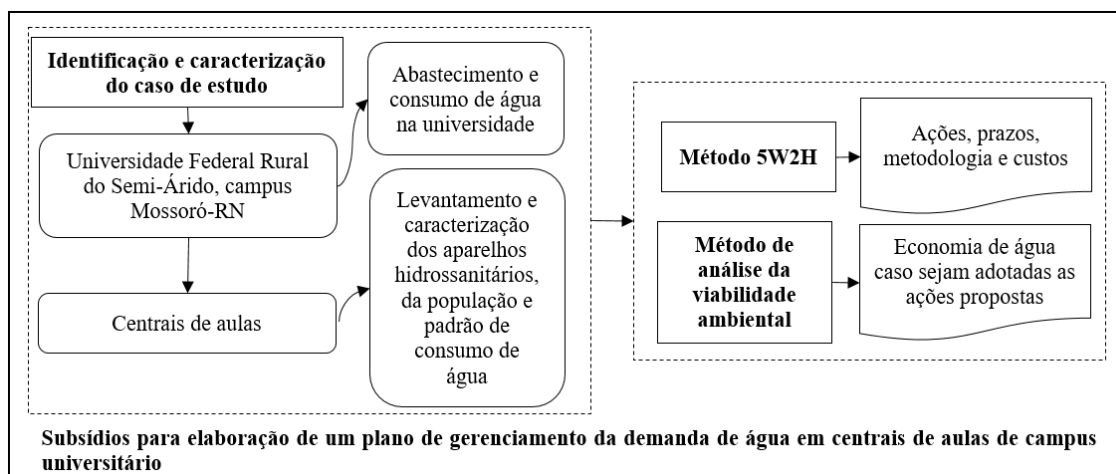 Identificação e caracterização
do caso de estudo
Universidade Federal Rural
do Semi-Árido, campus
Mossoró-RN
Centrais de aulas
Abastecimento e
consumo de água
na universidade
Levantamento e
caracterização
dos aparelhos
hidrossanitários,
da população e
padrão de
consumo de
água
Método 5W2H
Ações, prazos,
metodologia e custos
Método de
análise da
viabilidade
ambiental
Economia de água
caso sejam adotadas as
ações propostas
Subsídios para elaboração de um plano de gerenciamento da demanda de água em centrais de aulas de campus
universitário